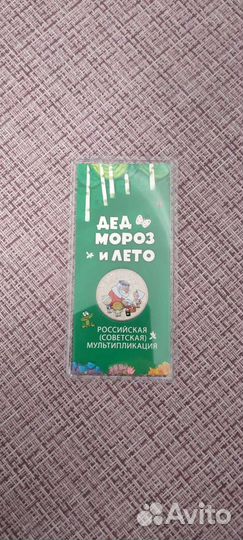 ДЕД
МОРОЗ
и ЛЕТО
РОССИЙСКАЯ
(СОВЕТСКАЯ)
МУЛЬТИПЛИКАЦИЯ
Avito